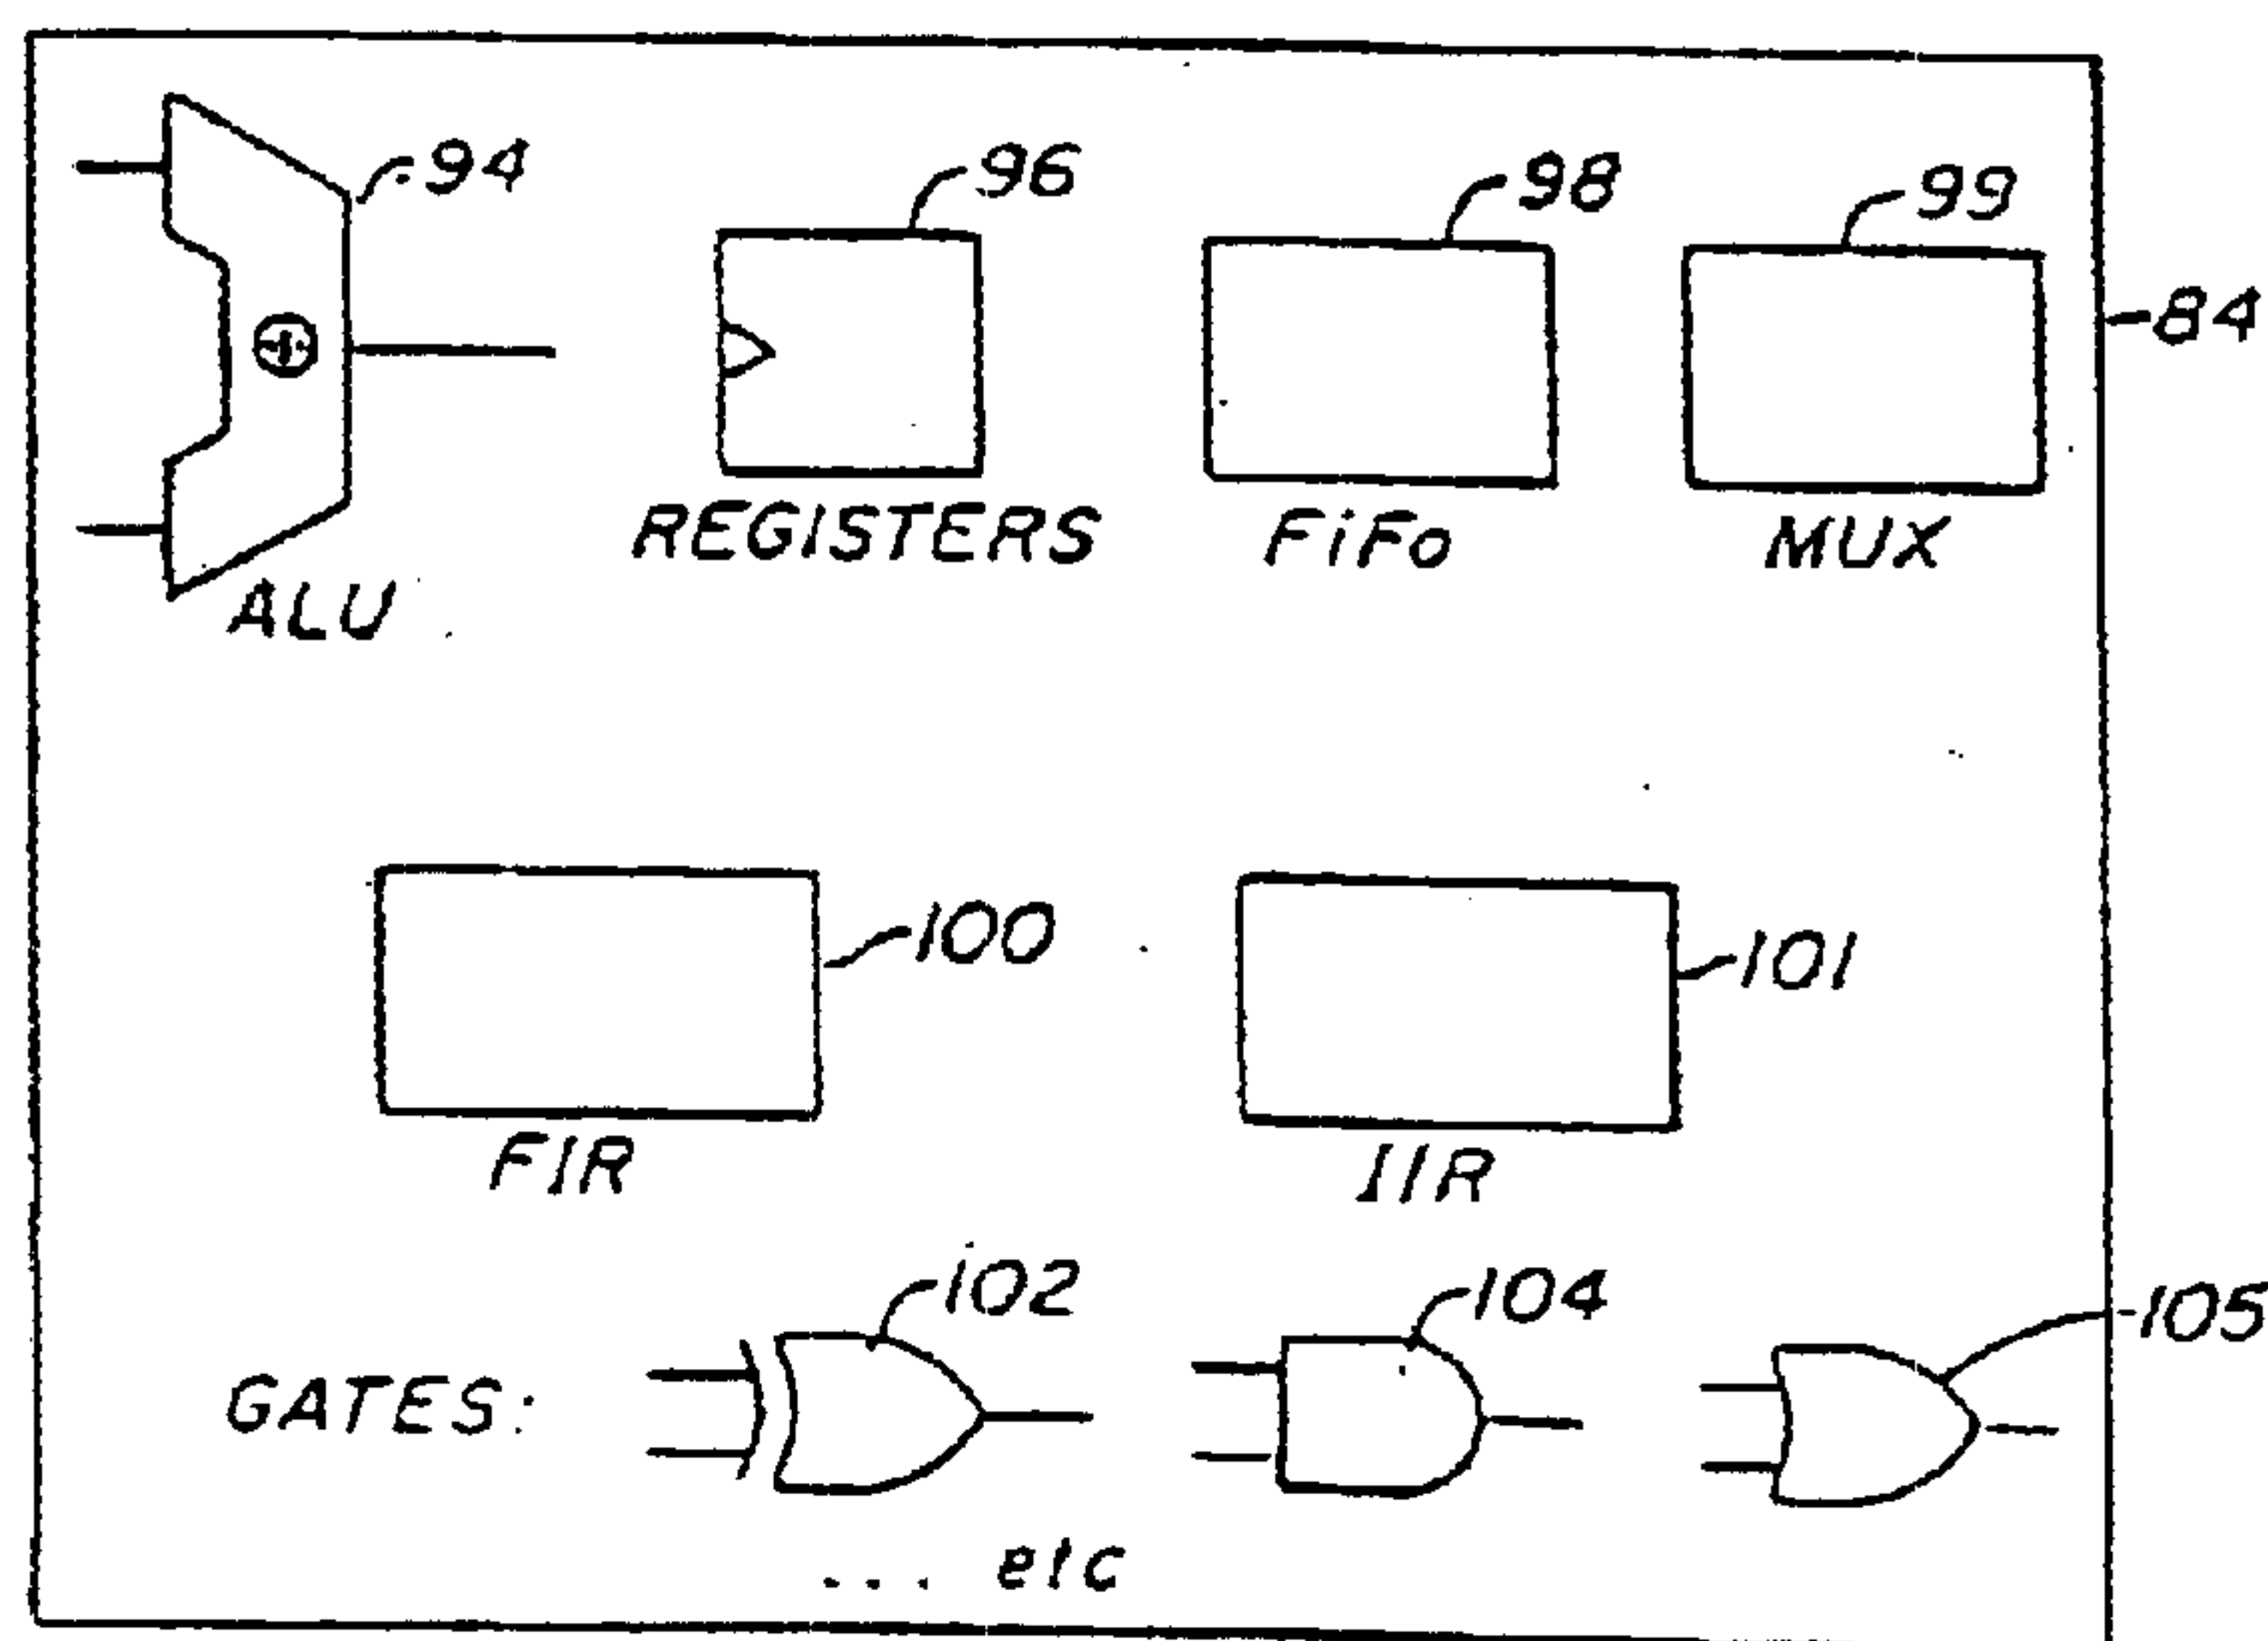 94
96
98
99
84
REGISTERS
FiFo
MUX
ALU
100
101
FIR
IIR
102
104
105
GATES:
... etc